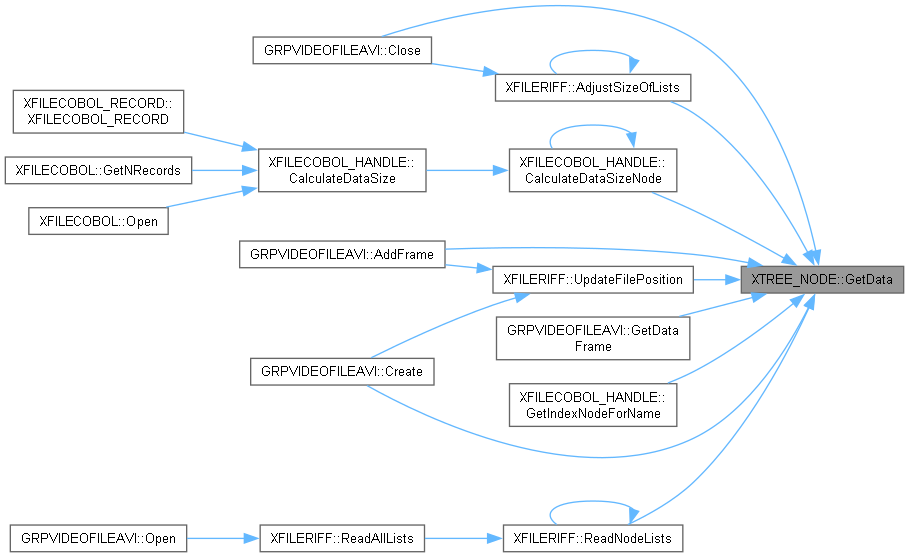 GRPVIDEOFILEAVI::Close
XFILERIFF::AdjustSizeOfLists
XFILECOBOL_RECORD::
XFILECOBOL_RECORD
XFILECOBOL::GetNRecords
XFILECOBOL::Open
XFILECOBOL_HANDLE::
CalculateDataSize
XFILECOBOL_HANDLE::
CalculateDataSizeNode
GRPVIDEOFILEAVI::AddFrame
XFILERIFF::UpdateFilePosition
XTREE_NODE::GetData
GRPVIDEOFILEAVI::GetData
Frame
GRPVIDEOFILEAVI::Create
XFILECOBOL_HANDLE::
GetIndexNodeForName
GRPVIDEOFILEAVI::Open
XFILERIFF::ReadAllLists
XFILERIFF::ReadNodeLists